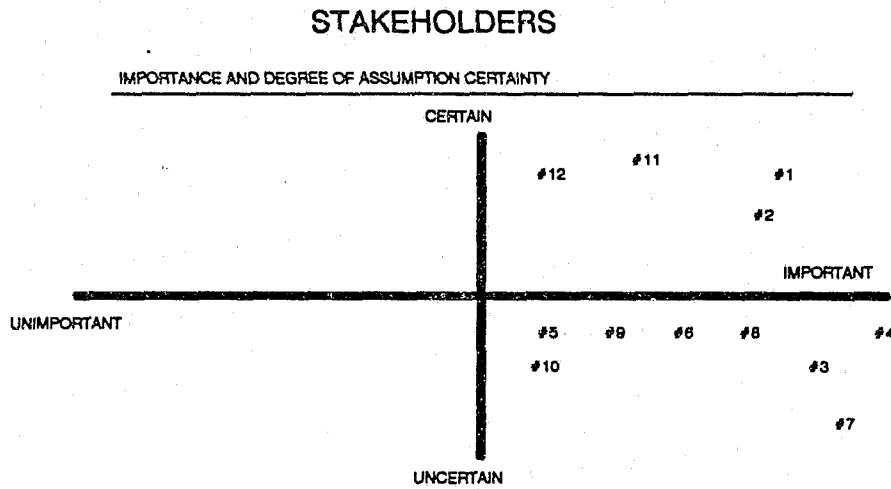 STAKEHOLDERS
IMPORTANCE AND DEGREE OF ASSUMPTION CERTAINTY
CERTAIN
#12 #11 #1
#2
IMPORTANT
UNIMPORTANT
#5 #9 #6 #8 #4
#10 #3
#7
UNCERTAIN